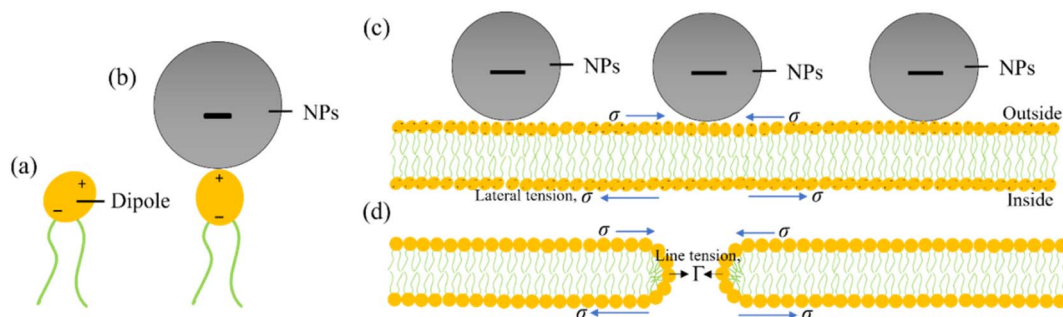 (a)
+
−
Dipole
(b)
−
NPs
+
−
(c)
−
NPs
−
NPs
−
NPs
σ
σ
Outside
Lateral tension, σ
σ
Inside
(d)
σ
σ
Line tension,
Γ
σ
σ